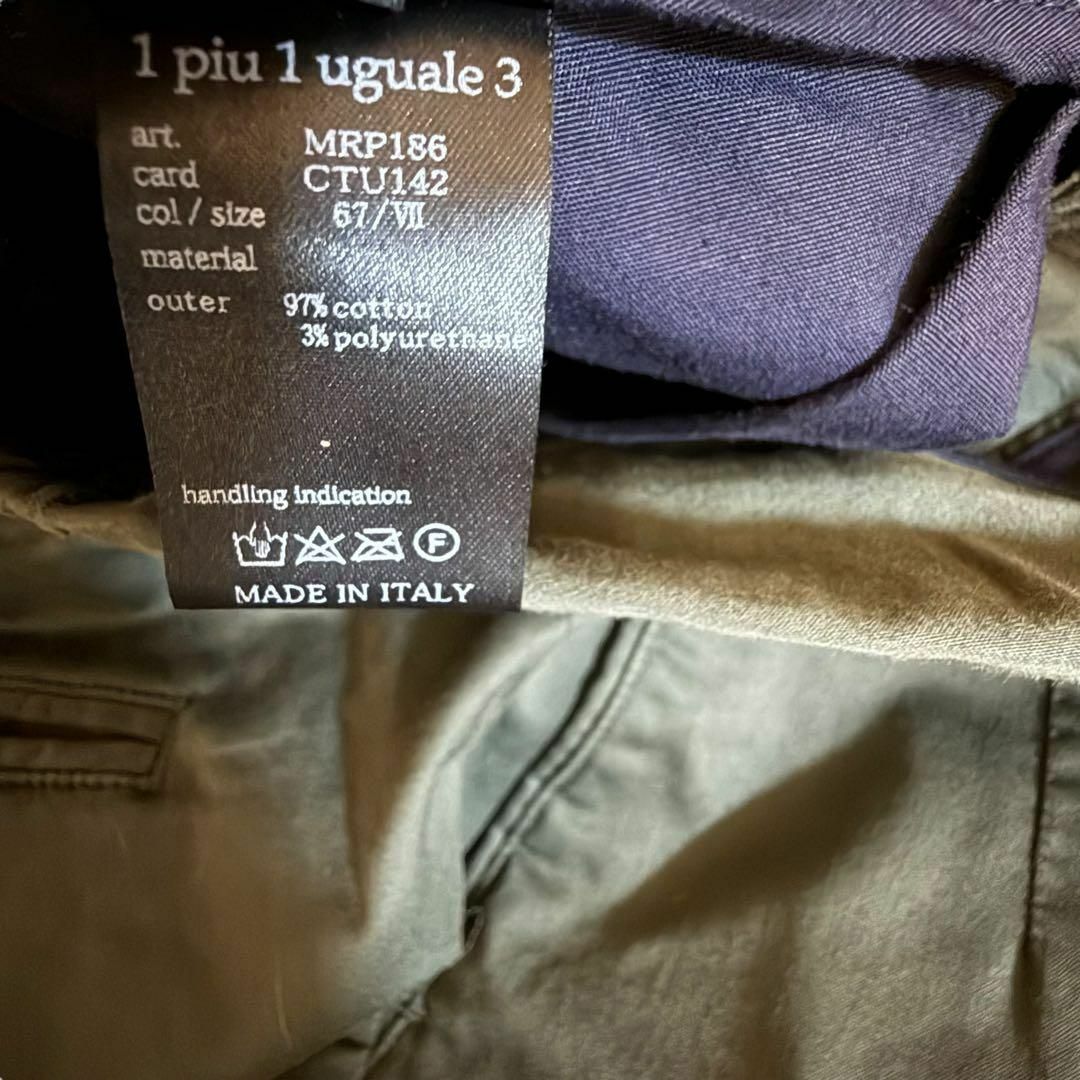 1 piu 1 uguale 3
art. MRP186
card CTU142
col / size 67/Ⅶ
material
outer 97% cotton
3% polyurethane
handling indication
F
MADE IN ITALY